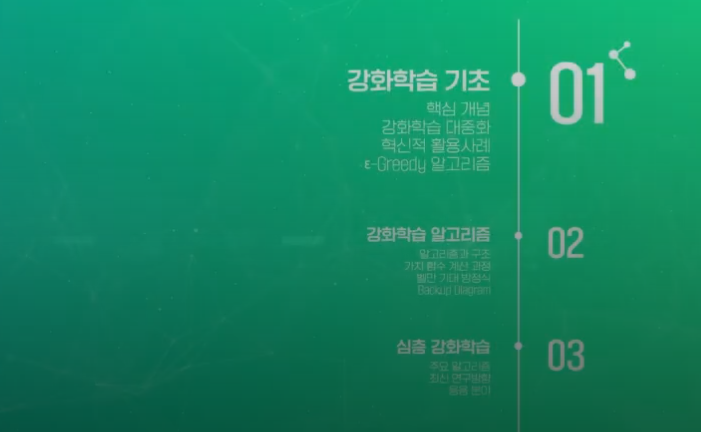 강화학습 기초
01
핵심 개념
강화학습 대중화
혁신적 활용사례
ε-Greedy 알고리즘
강화학습 알고리즘
02
알고리즘과 구조
가치 함수 계산 과정
벨만 기대 방정식
Backup Diagram
심층 강화학습
03
주요 알고리즘
최신 연구방향
응용 분야